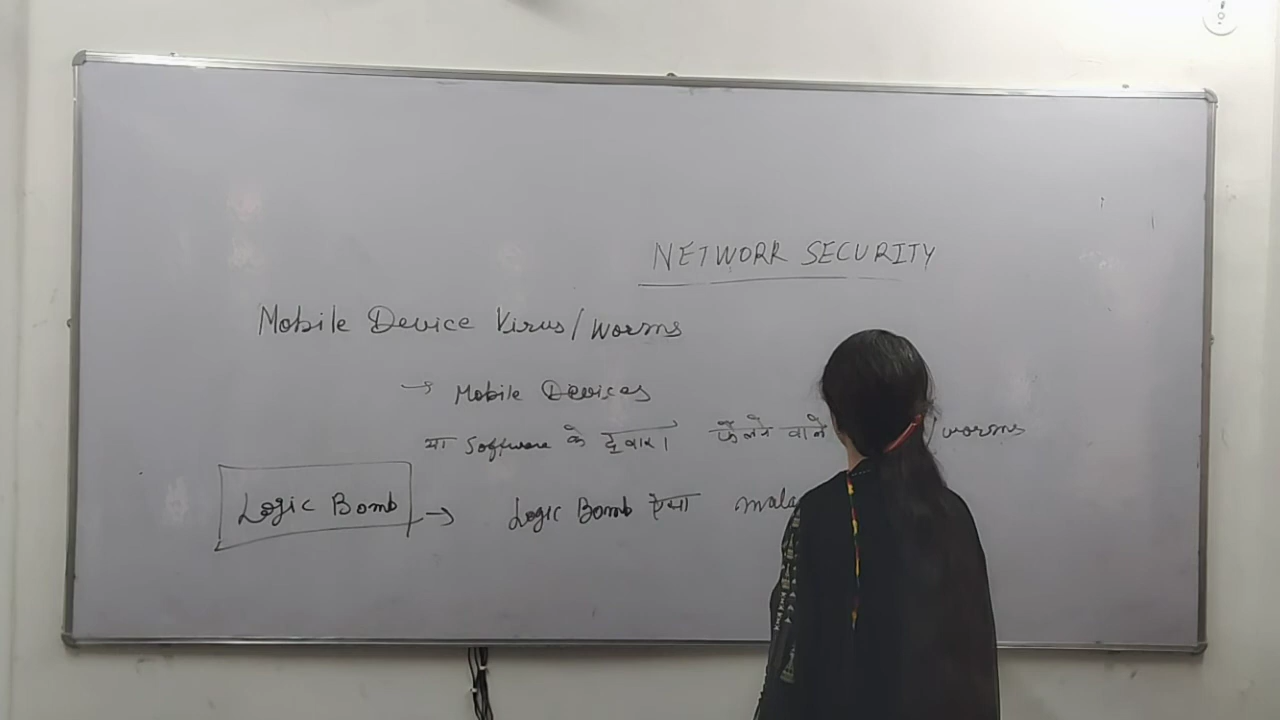 NETWORK SECURITY
Mobile Device Virus/worms
→ Mobile Devices
या Software के द्वारा फैलने वाले worms
Logic Bomb → Logic Bomb ऐसा